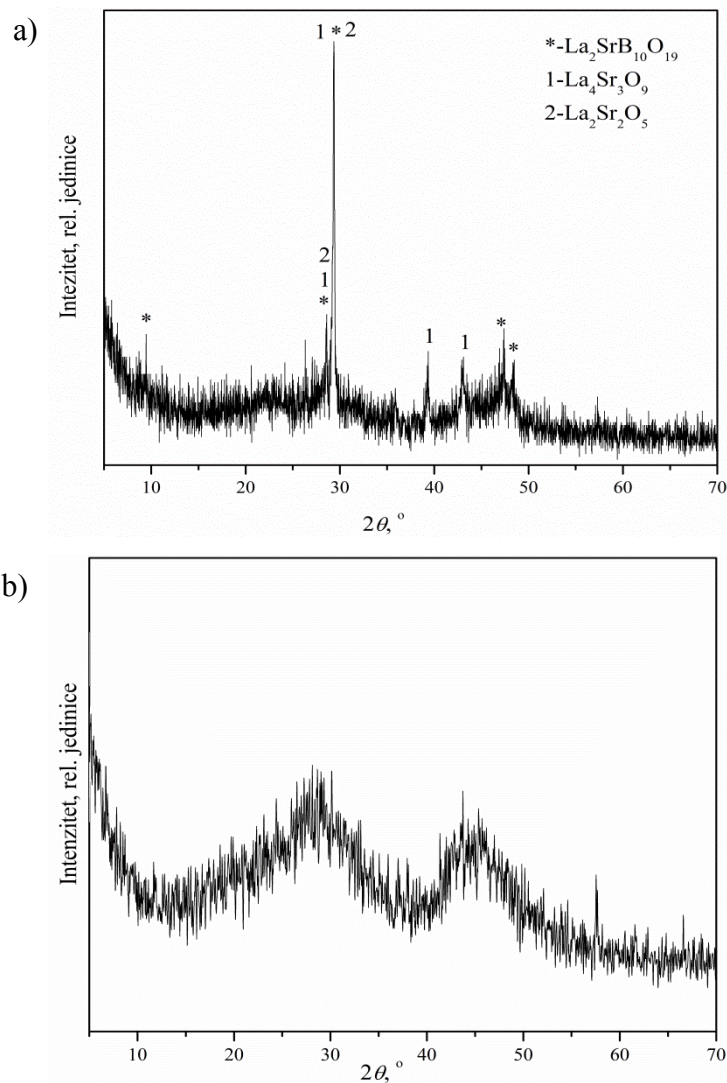 a)
1 * 2
*-La₂SrB₁₀O₁₉
1-La₄Sr₃O₉
2-La₂Sr₂O₅
2
1
*
*
1
1
*
*
Intezitet, rel. jedinice
10 20 30 40 50 60 70
2θ, °
b)
Intenzitet, rel. jedinice
10 20 30 40 50 60 70
2θ, °